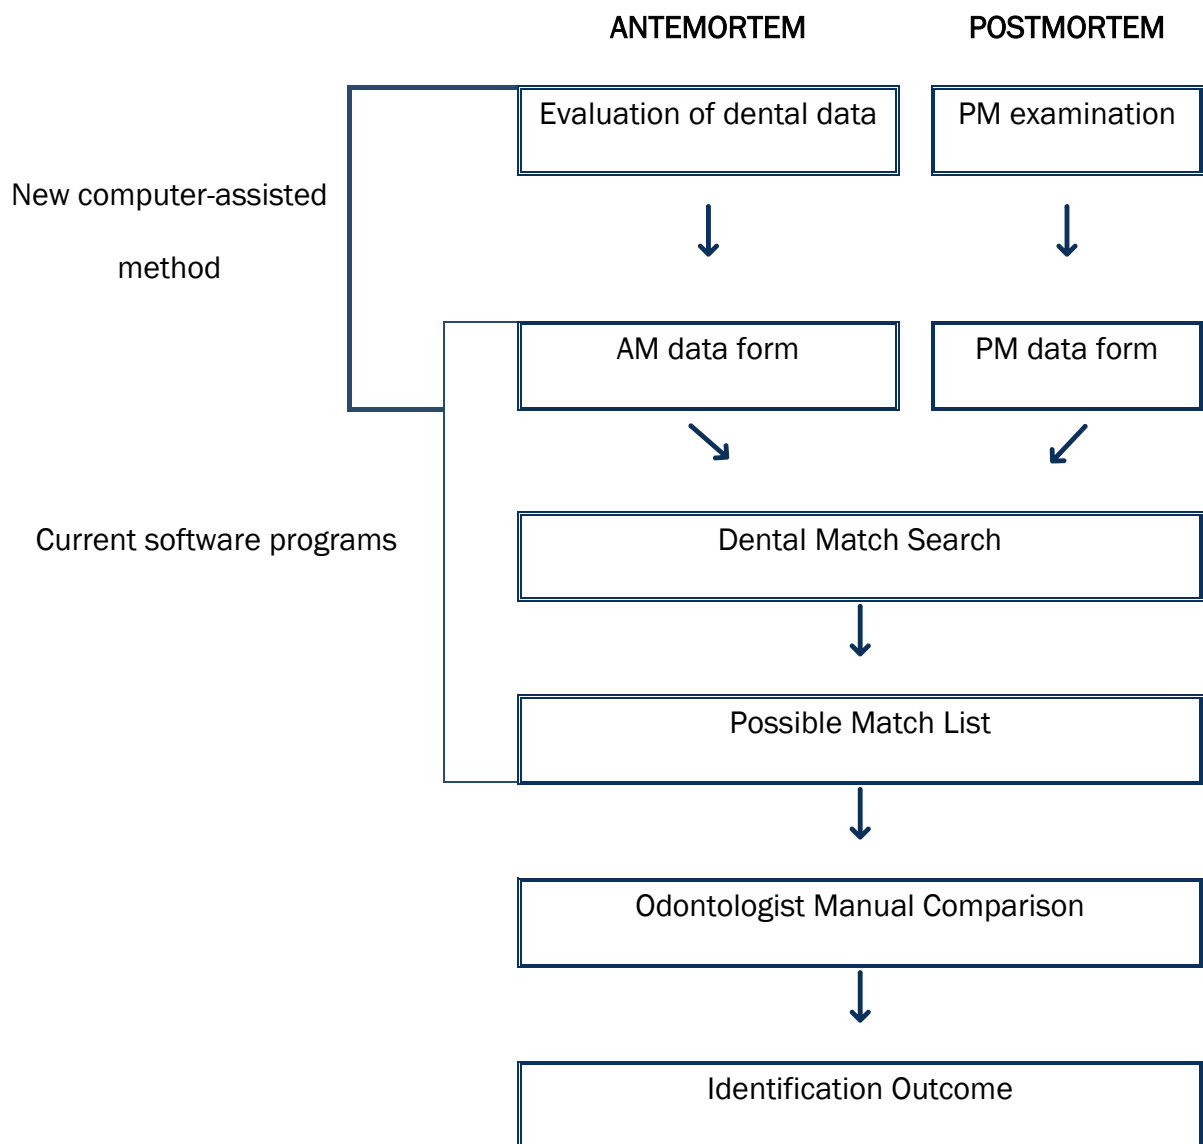 ANTEMORTEM POSTMORTEM
Evaluation of dental data PM examination
New computer-assisted
method
AM data form PM data form
Current software programs Dental Match Search
Possible Match List
Odontologist Manual Comparison
Identification Outcome